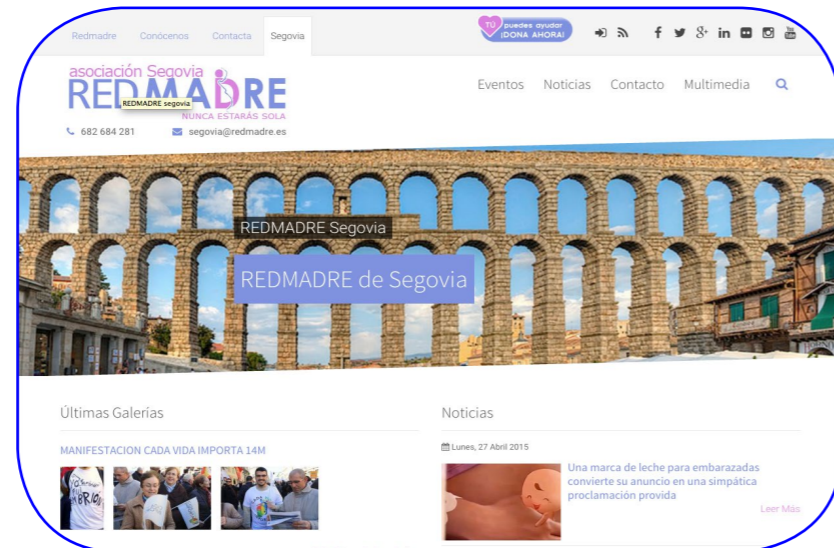 Redmadre Conócenos Contacta Segovia
TÚ puedes ayudar
¡DONA AHORA!
asociación Segovia
REDMADRE
REDMADRE segovia
NUNCA ESTARÁS SOLA
682 684 281 segovia@redmadre.es
Eventos Noticias Contacto Multimedia
REDMADRE Segovia
REDMADRE de Segovia
Últimas Galerías
MANIFESTACION CADA VIDA IMPORTA 14M
Noticias
Lunes, 27 Abril 2015
Una marca de leche para embarazadas
convierte su anuncio en una simpática
proclamación provida
Leer Más